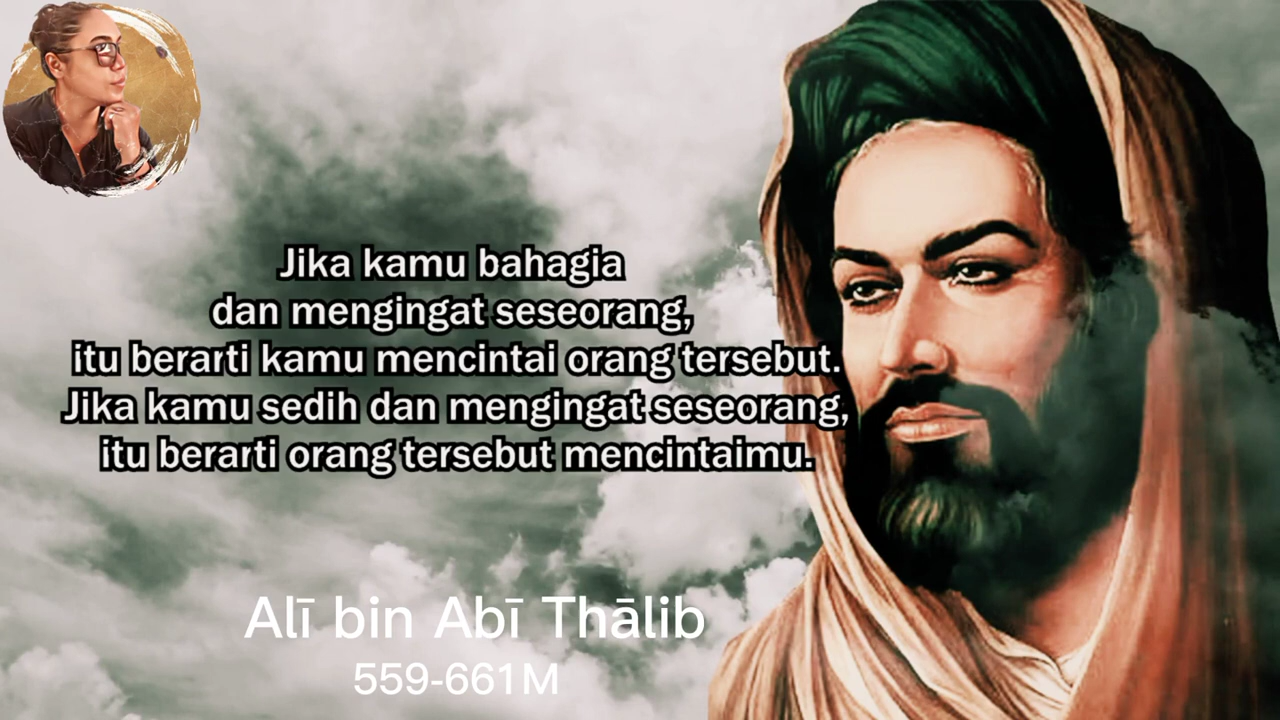 Jika kamu bahagia
dan mengingat seseorang,
itu berarti kamu mencintai orang tersebut.
Jika kamu sedih dan mengingat seseorang,
itu berarti orang tersebut mencintaimu.
Alī bin Abī Thālib
559-661M